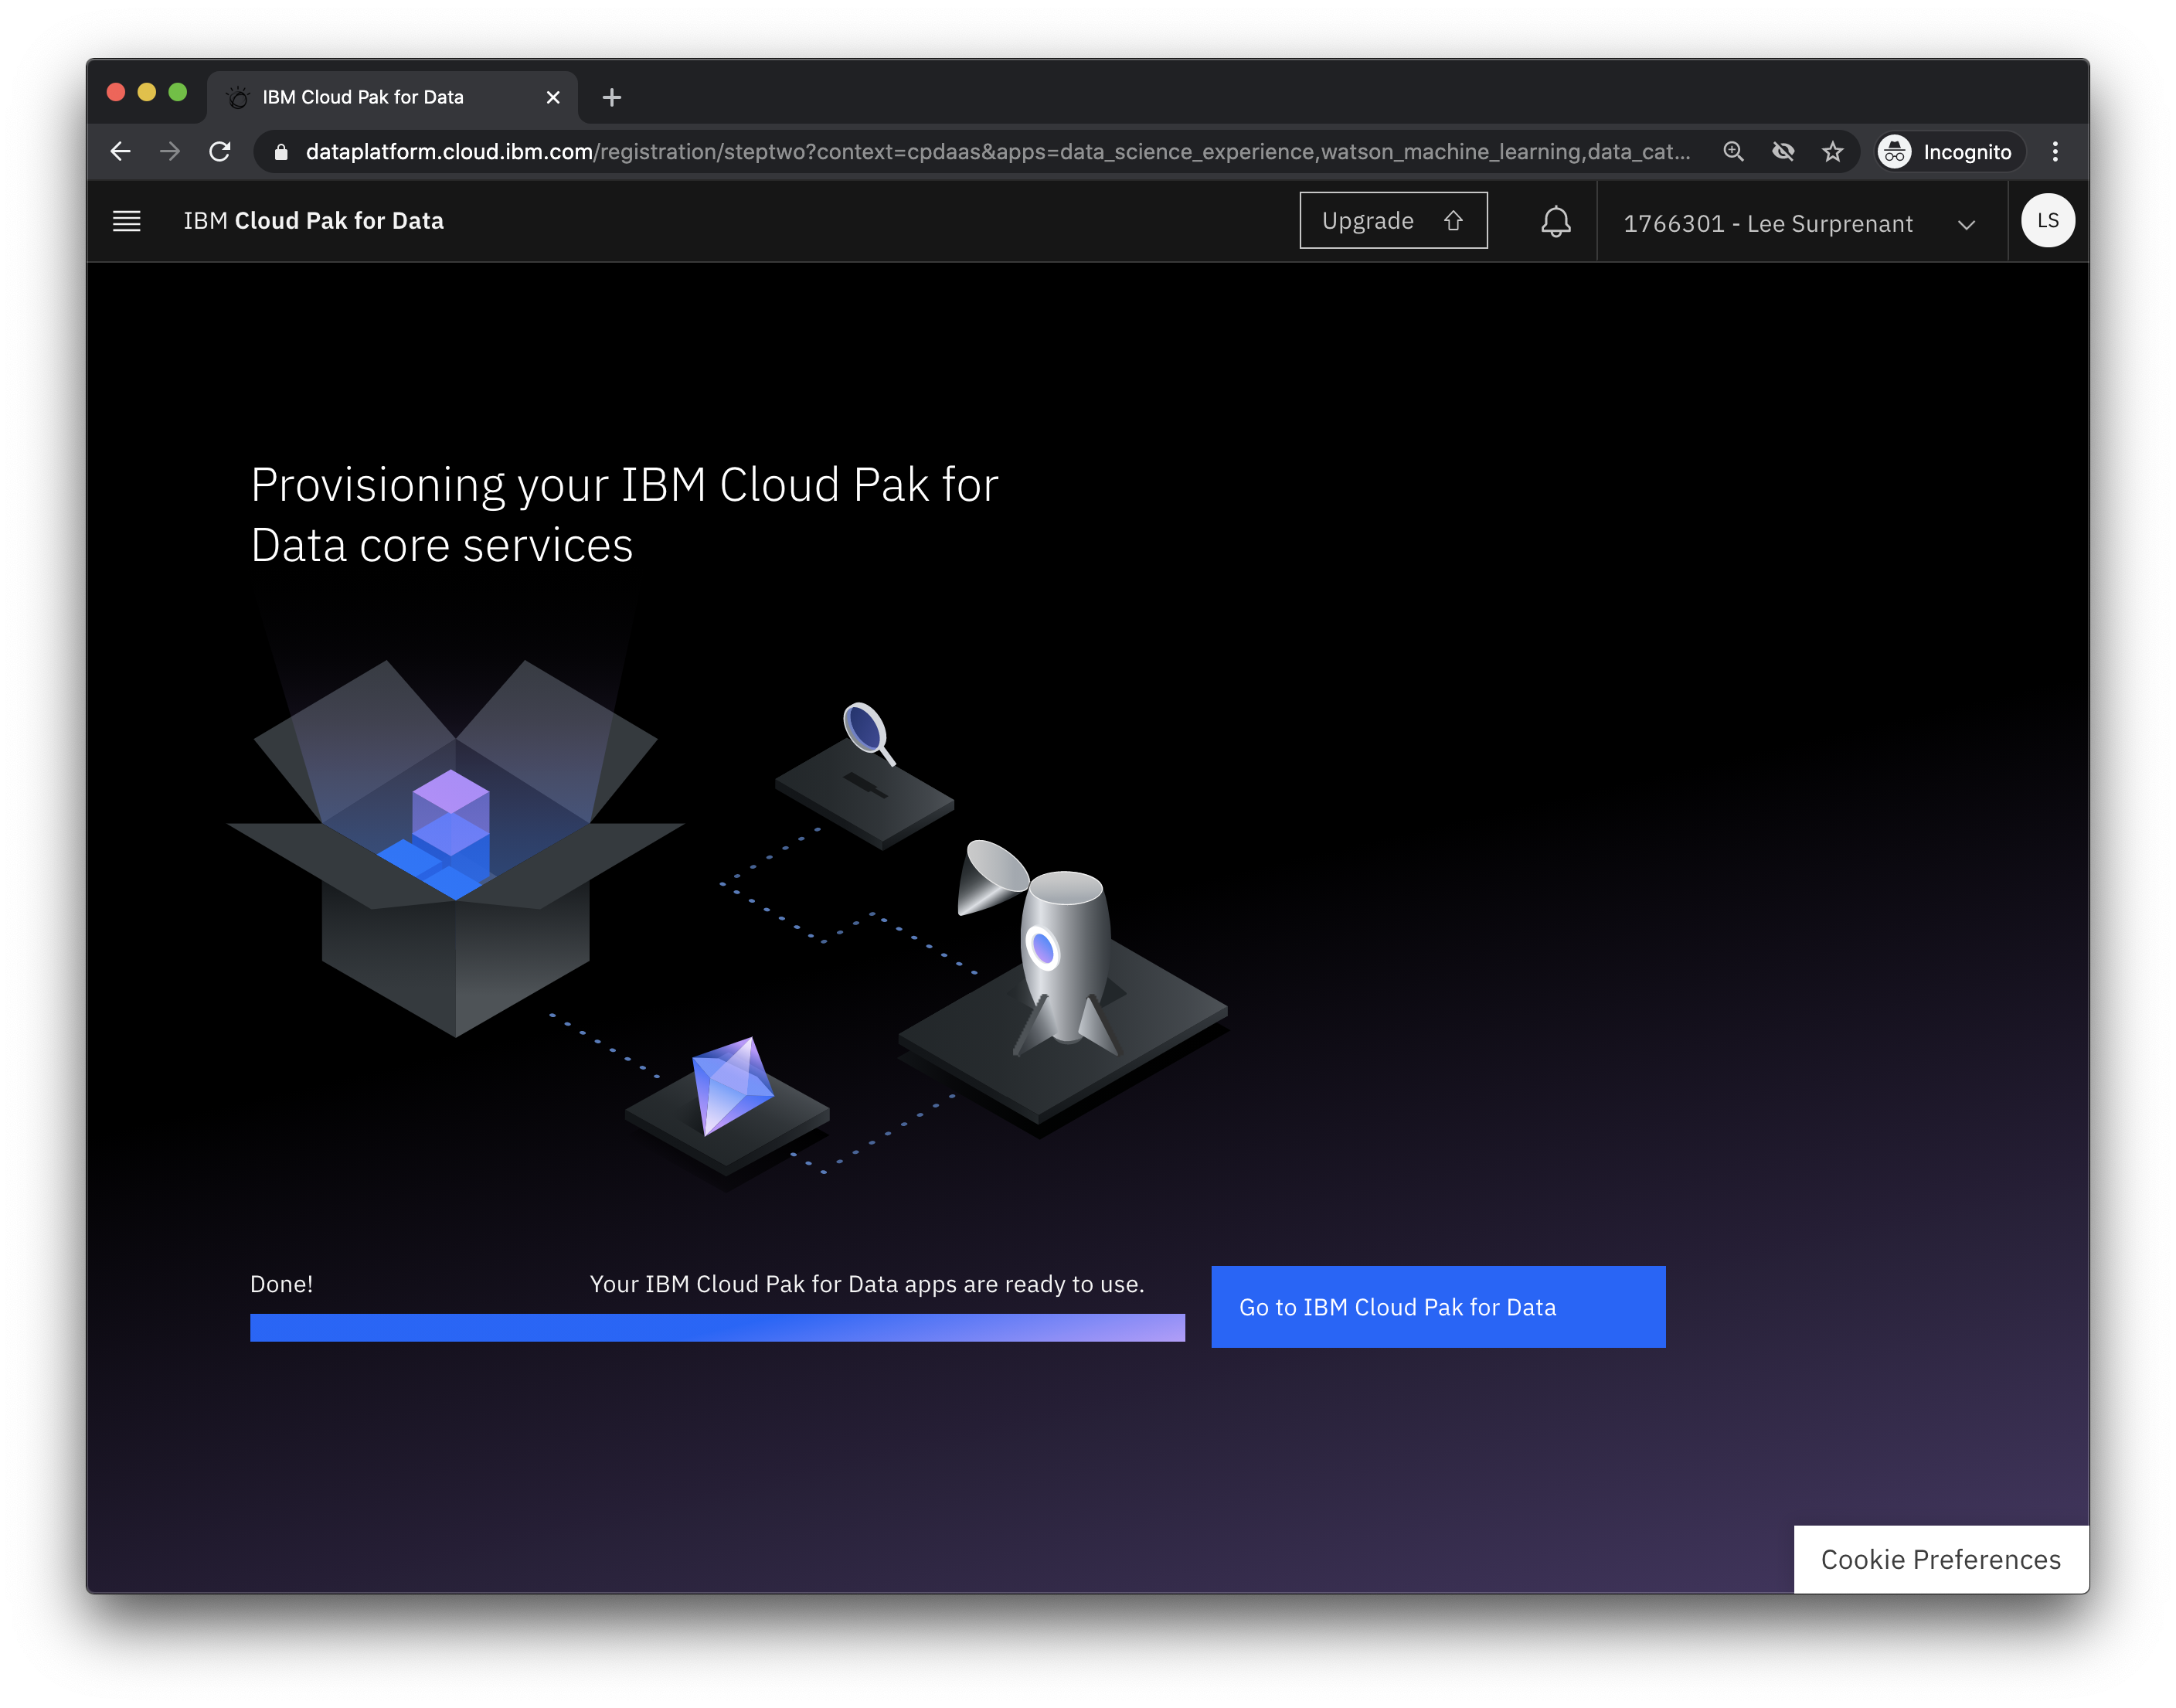 IBM Cloud Pak for Data
dataplatform.cloud.ibm.com/registration/steptwo?context=cpdaas&apps=data_science_experience,watson_machine_learning,data_cat...
Incognito
IBM Cloud Pak for Data
Upgrade
1766301 - Lee Surprenant
LS
Provisioning your IBM Cloud Pak for
Data core services
Done!
Your IBM Cloud Pak for Data apps are ready to use.
Go to IBM Cloud Pak for Data
Cookie Preferences